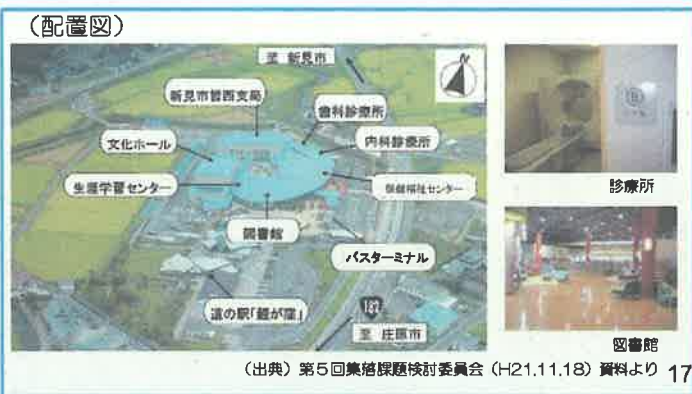 (配置図)
至 新見市
N
新見市哲西支局
歯科診療所
文化ホール
内科診療所
生涯学習センター
保健福祉センター
図書館
バスターミナル
道の駅「鯉が窪」
182
至 庄原市
診療所
図書館
(出典)第5回集落課題検討委員会(H21.11.18)資料より
17